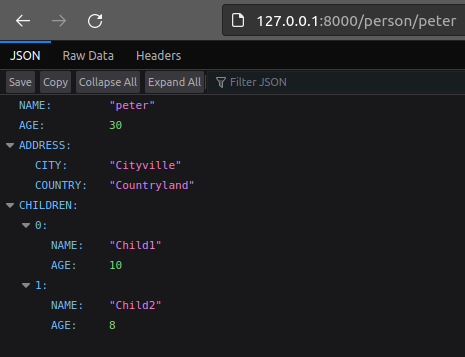 127.0.0.1:8000/person/peter
JSON Raw Data Headers
Save Copy Collapse All Expand All Filter JSON
NAME: "peter"
AGE: 30
ADDRESS:
CITY: "Cityville"
COUNTRY: "Countryland"
CHILDREN:
0:
NAME: "Child1"
AGE: 10
1:
NAME: "Child2"
AGE: 8